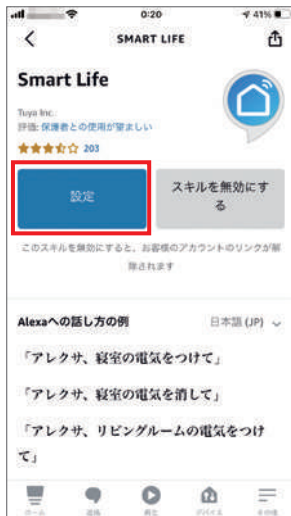 0:20
41%
SMART LIFE
Smart Life
Tuya Inc.
評価: 保護者との使用が望ましい
203
設定
スキルを無効にす
る
このスキルを無効にすると、お客様のアカウントのリンクが解
除されます
Alexaへの話し方の例
日本語 (JP)
「アレクサ、寝室の電気をつけて」
「アレクサ、寝室の電気を消して」
「アレクサ、リビングルームの電気をつけ
て」
ホーム
連絡
再生
デバイス
その他